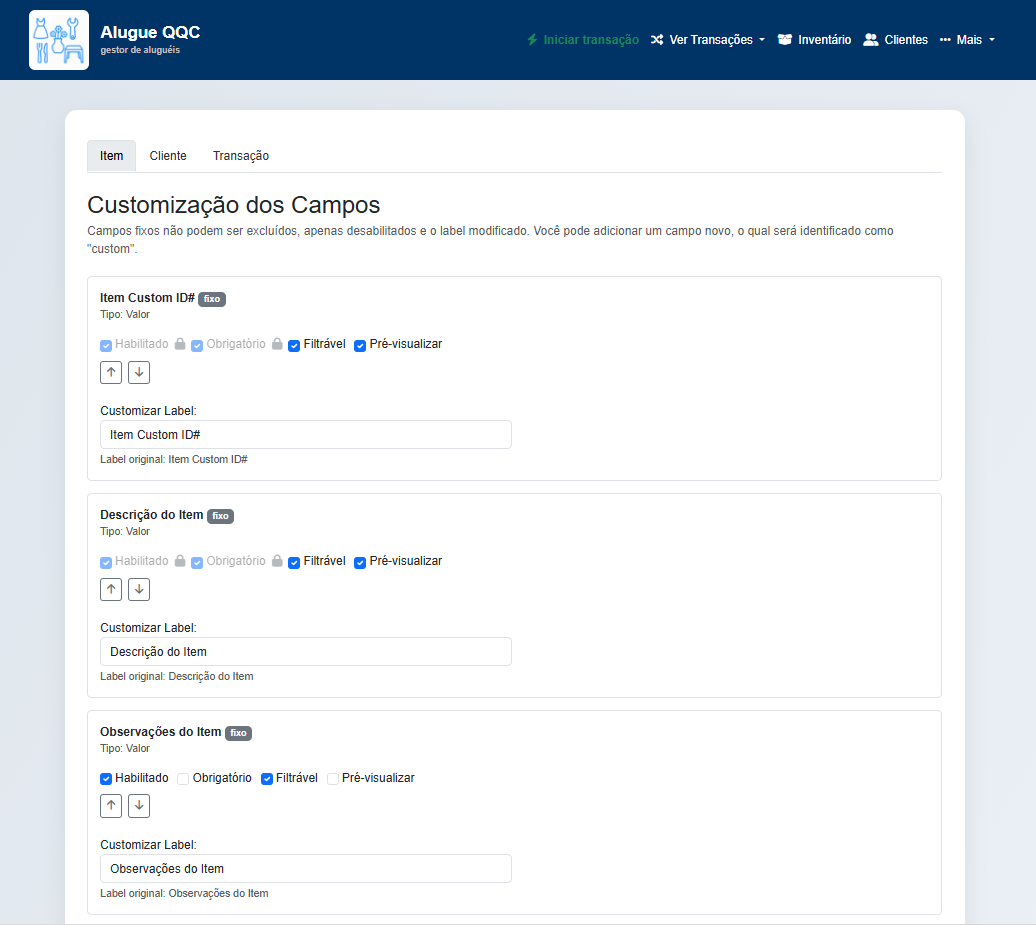 Alugue QQC
gestor de aluguéis
Iniciar transação Ver Transações Inventário Clientes Mais
Item Cliente Transação
Customização dos Campos
Campos fixos não podem ser excluídos, apenas desabilitados e o label modificado. Você pode adicionar um campo novo, o qual será identificado como
"custom".
Item Custom ID# fixo
Tipo: Valor
Habilitado Obrigatório Filtrável Pré-visualizar
Customizar Label:
Item Custom ID#
Label original: Item Custom ID#
Descrição do Item fixo
Tipo: Valor
Habilitado Obrigatório Filtrável Pré-visualizar
Customizar Label:
Descrição do Item
Label original: Descrição do Item
Observações do Item fixo
Tipo: Valor
Habilitado Obrigatório Filtrável Pré-visualizar
Customizar Label:
Observações do Item
Label original: Observações do Item